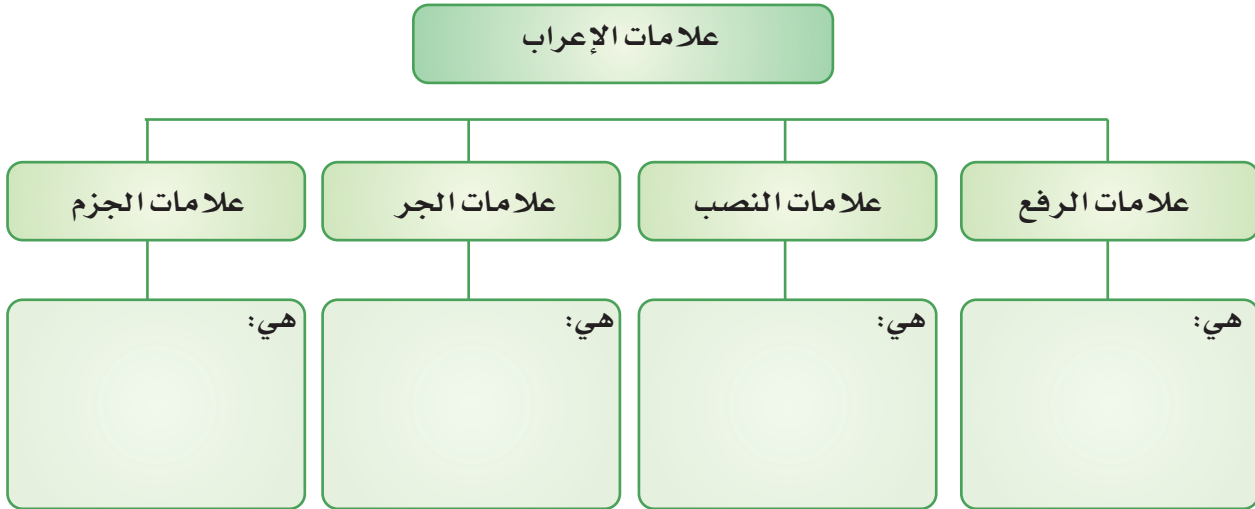 علامات الإعراب
علامات الرفع
علامات النصب
علامات الجر
علامات الجزم
هي:
هي:
هي:
هي: